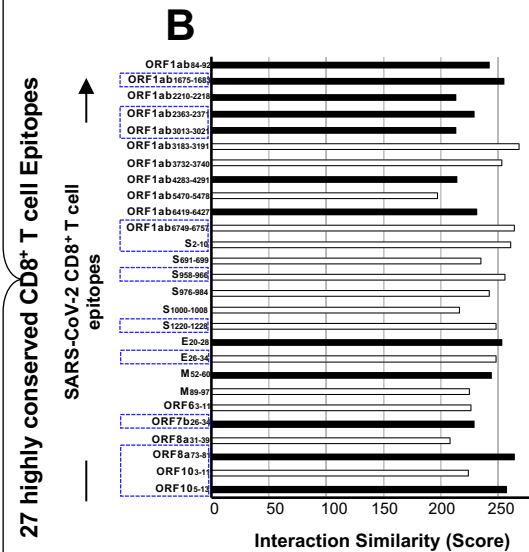 B
27 highly conserved CD8+ T cell Epitopes
SARS-CoV-2 CD8+ T cell
epitopes
ORF1ab84-92
ORF1ab1675-1683
ORF1ab2210-2218
ORF1ab2363-2371
ORF1ab3013-3021
ORF1ab3183-3191
ORF1ab3732-3740
ORF1ab4283-4291
ORF1ab5470-5478
ORF1ab6419-6427
ORF1ab6749-6757
S2-10
S691-699
S958-966
S976-984
S1000-1008
S1220-1228
E20-28
E26-34
M52-60
M89-97
ORF63-11
ORF7b26-34
ORF8a31-39
ORF8a73-81
ORF103-11
ORF105-13
0 50 100 150 200 250
Interaction Similarity (Score)